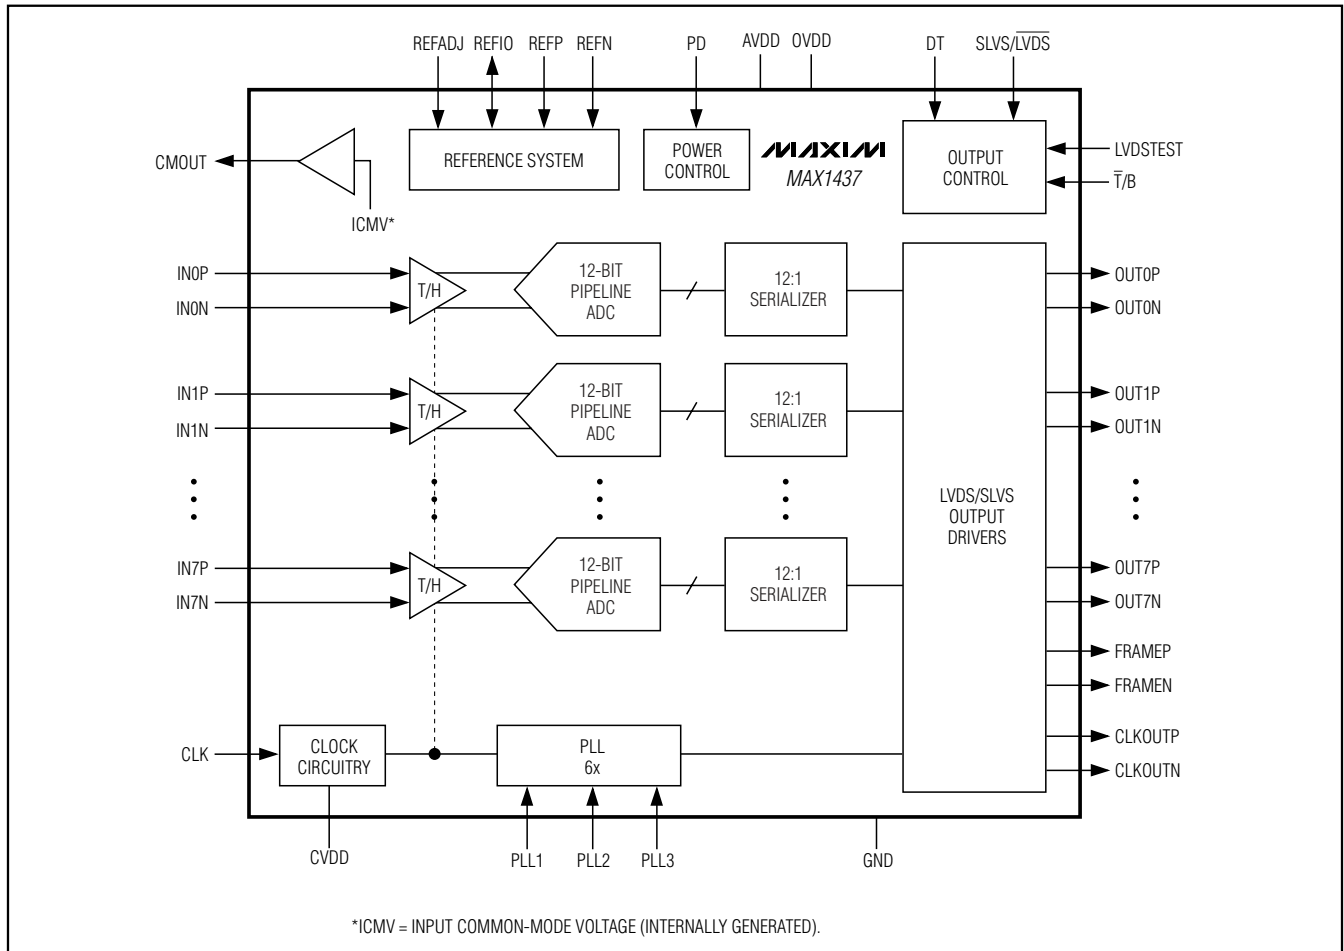 REFADJ REFIO REFP REFN PD AVDD OVDD DT SLVS/L̅V̅D̅S̅
CMOUT
ICMV*
REFERENCE SYSTEM
POWER
CONTROL
MAXIM
MAX1437
OUTPUT
CONTROL
LVDSTEST
T̅/B
IN0P
IN0N
T/H
12-BIT
PIPELINE
ADC
12:1
SERIALIZER
OUT0P
OUT0N
IN1P
IN1N
T/H
12-BIT
PIPELINE
ADC
12:1
SERIALIZER
OUT1P
OUT1N
LVDS/SLVS
OUTPUT
DRIVERS
IN7P
IN7N
T/H
12-BIT
PIPELINE
ADC
12:1
SERIALIZER
OUT7P
OUT7N
FRAMEP
FRAMEN
CLK
CLOCK
CIRCUITRY
PLL
6x
CLKOUTP
CLKOUTN
CVDD PLL1 PLL2 PLL3 GND
*ICMV = INPUT COMMON-MODE VOLTAGE (INTERNALLY GENERATED).